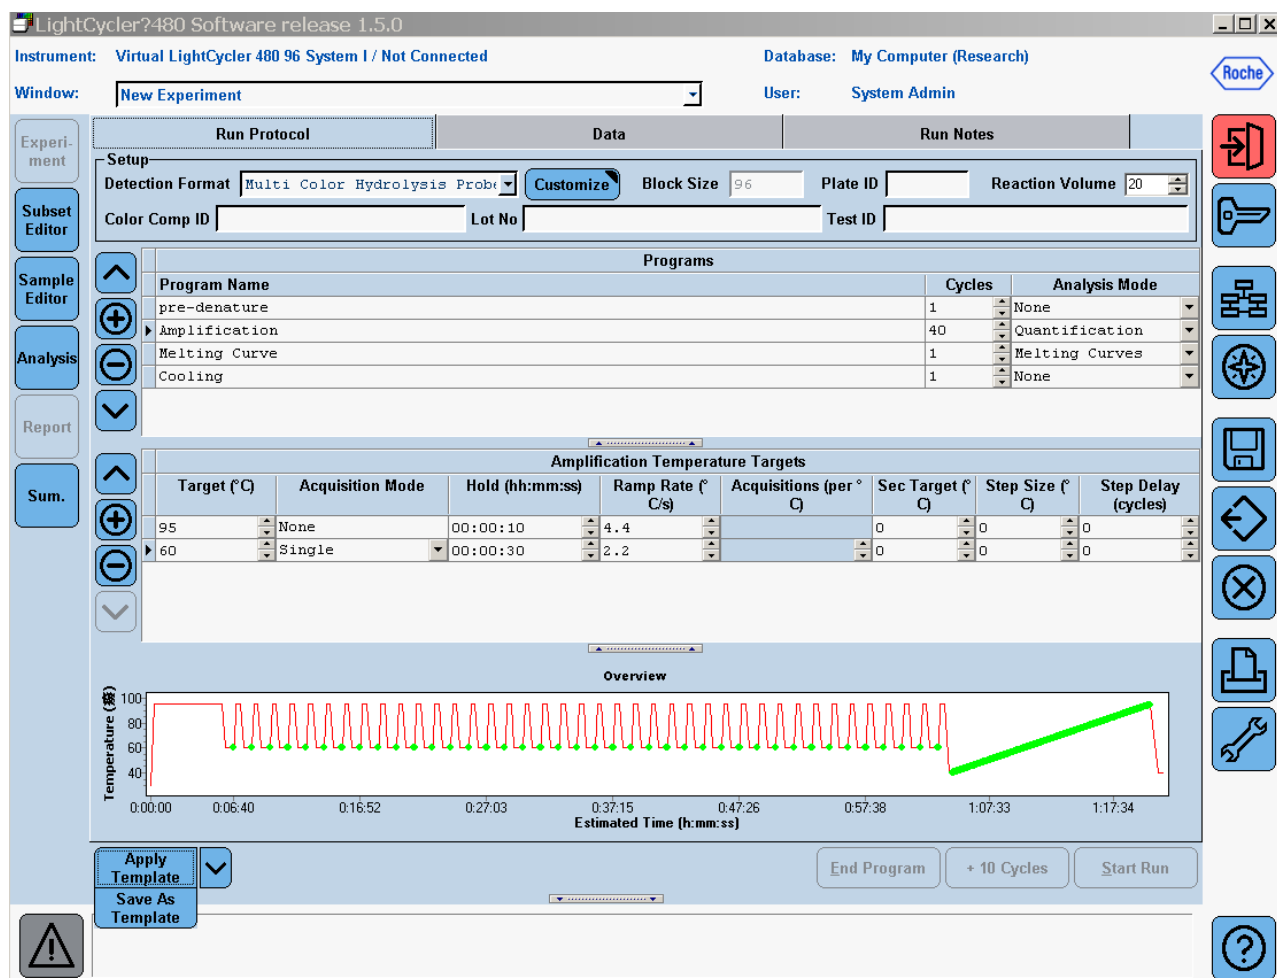 LightCycler?480 Software release 1.5.0
Instrument: Virtual LightCycler 480 96 System I / Not Connected Database: My Computer (Research)
Roche
Window: New Experiment User: System Admin
Experi-
ment
Run Protocol Data Run Notes
Setup
Detection Format Multi Color Hydrolysis Probe Customize Block Size 96 Plate ID Reaction Volume 20
Color Comp ID Lot No Test ID
Subset
Editor
Sample
Editor
Analysis
Report
Sum.
Programs
Program Name Cycles Analysis Mode
pre-denature 1 None
Amplification 40 Quantification
Melting Curve 1 Melting Curves
Cooling 1 None
Amplification Temperature Targets
Target (°C) Acquisition Mode Hold (hh:mm:ss) Ramp Rate (° Acquisitions (per ° Sec Target (° Step Size (° Step Delay
C/s) C) C) C) (cycles)
95 None 00:00:10 4.4 0 0 0
60 Single 00:00:30 2.2 0 0 0
Overview
Temperature (癈)
100
80
60
40
0:00:00 0:06:40 0:16:52 0:27:03 0:37:15 0:47:26 0:57:38 1:07:33 1:17:34
Estimated Time (h:mm:ss)
Apply
Template
End Program + 10 Cycles Start Run
Save As
Template